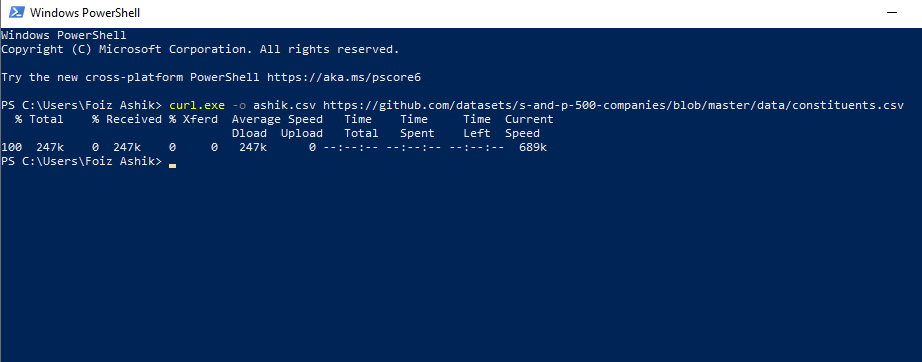 Windows PowerShell
Windows PowerShell
Copyright (C) Microsoft Corporation. All rights reserved.
Try the new cross-platform PowerShell https://aka.ms/pscore6
PS C:\Users\Foiz Ashik> curl.exe -o ashik.csv https://github.com/datasets/s-and-p-500-companies/blob/master/data/constituents.csv
  % Total    % Received % Xferd  Average Speed   Time    Time     Time  Current
                                 Dload  Upload   Total   Spent    Left  Speed
100  247k    0  247k    0     0   247k      0 --:--:-- --:--:-- --:--:--  689k
PS C:\Users\Foiz Ashik>